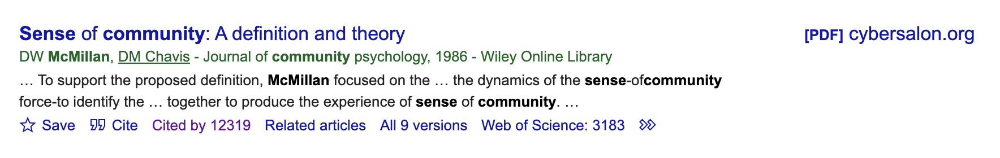 Sense of community: A definition and theory
[PDF] cybersalon.org
DW McMillan, DM Chavis - Journal of community psychology, 1986 - Wiley Online Library
… To support the proposed definition, McMillan focused on the … the dynamics of the sense-ofcommunity
force-to identify the … together to produce the experience of sense of community. …
Save Cite Cited by 12319 Related articles All 9 versions Web of Science: 3183